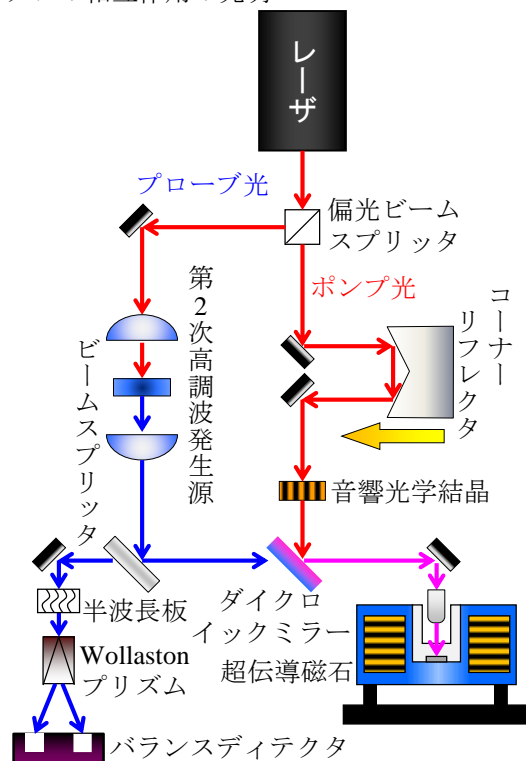 レーザ
プローブ光
偏光ビーム
スプリッタ
ポンプ光
第2次高調波発生源
コーナー
リフレクタ
ビームスプリッタ
音響光学結晶
ダイクロ
イックミラー
半波長板
超伝導磁石
Wollaston
プリズム
バランスディテクタ